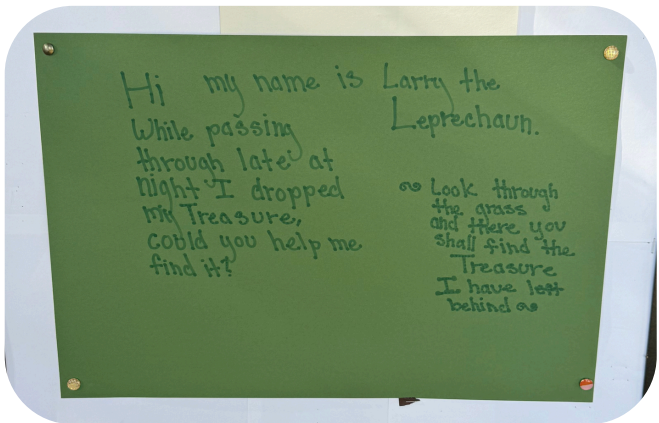 Hi my name is Larry the
Leprechaun.
While passing
through late at
night I dropped
my Treasure,
could you help me
find it?
Look through
the grass
and there you
shall find the
Treasure
I have left
behind